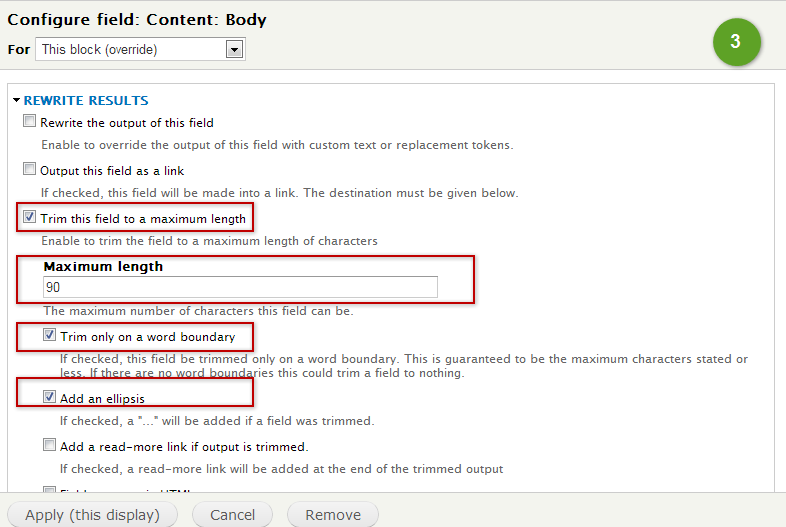 Configure field: Content: Body
For This block (override)
3
REWRITE RESULTS
Rewrite the output of this field
Enable to override the output of this field with custom text or replacement tokens.
Output this field as a link
If checked, this field will be made into a link. The destination must be given below.
Trim this field to a maximum length
Enable to trim the field to a maximum length of characters
Maximum length
90
The maximum number of characters this field can be.
Trim only on a word boundary
If checked, this field be trimmed only on a word boundary. This is guaranteed to be the maximum characters stated or
less. If there are no word boundaries this could trim a field to nothing.
Add an ellipsis
If checked, a "..." will be added if a field was trimmed.
Add a read-more link if output is trimmed.
If checked, a read-more link will be added at the end of the trimmed output
Apply (this display)
Cancel
Remove